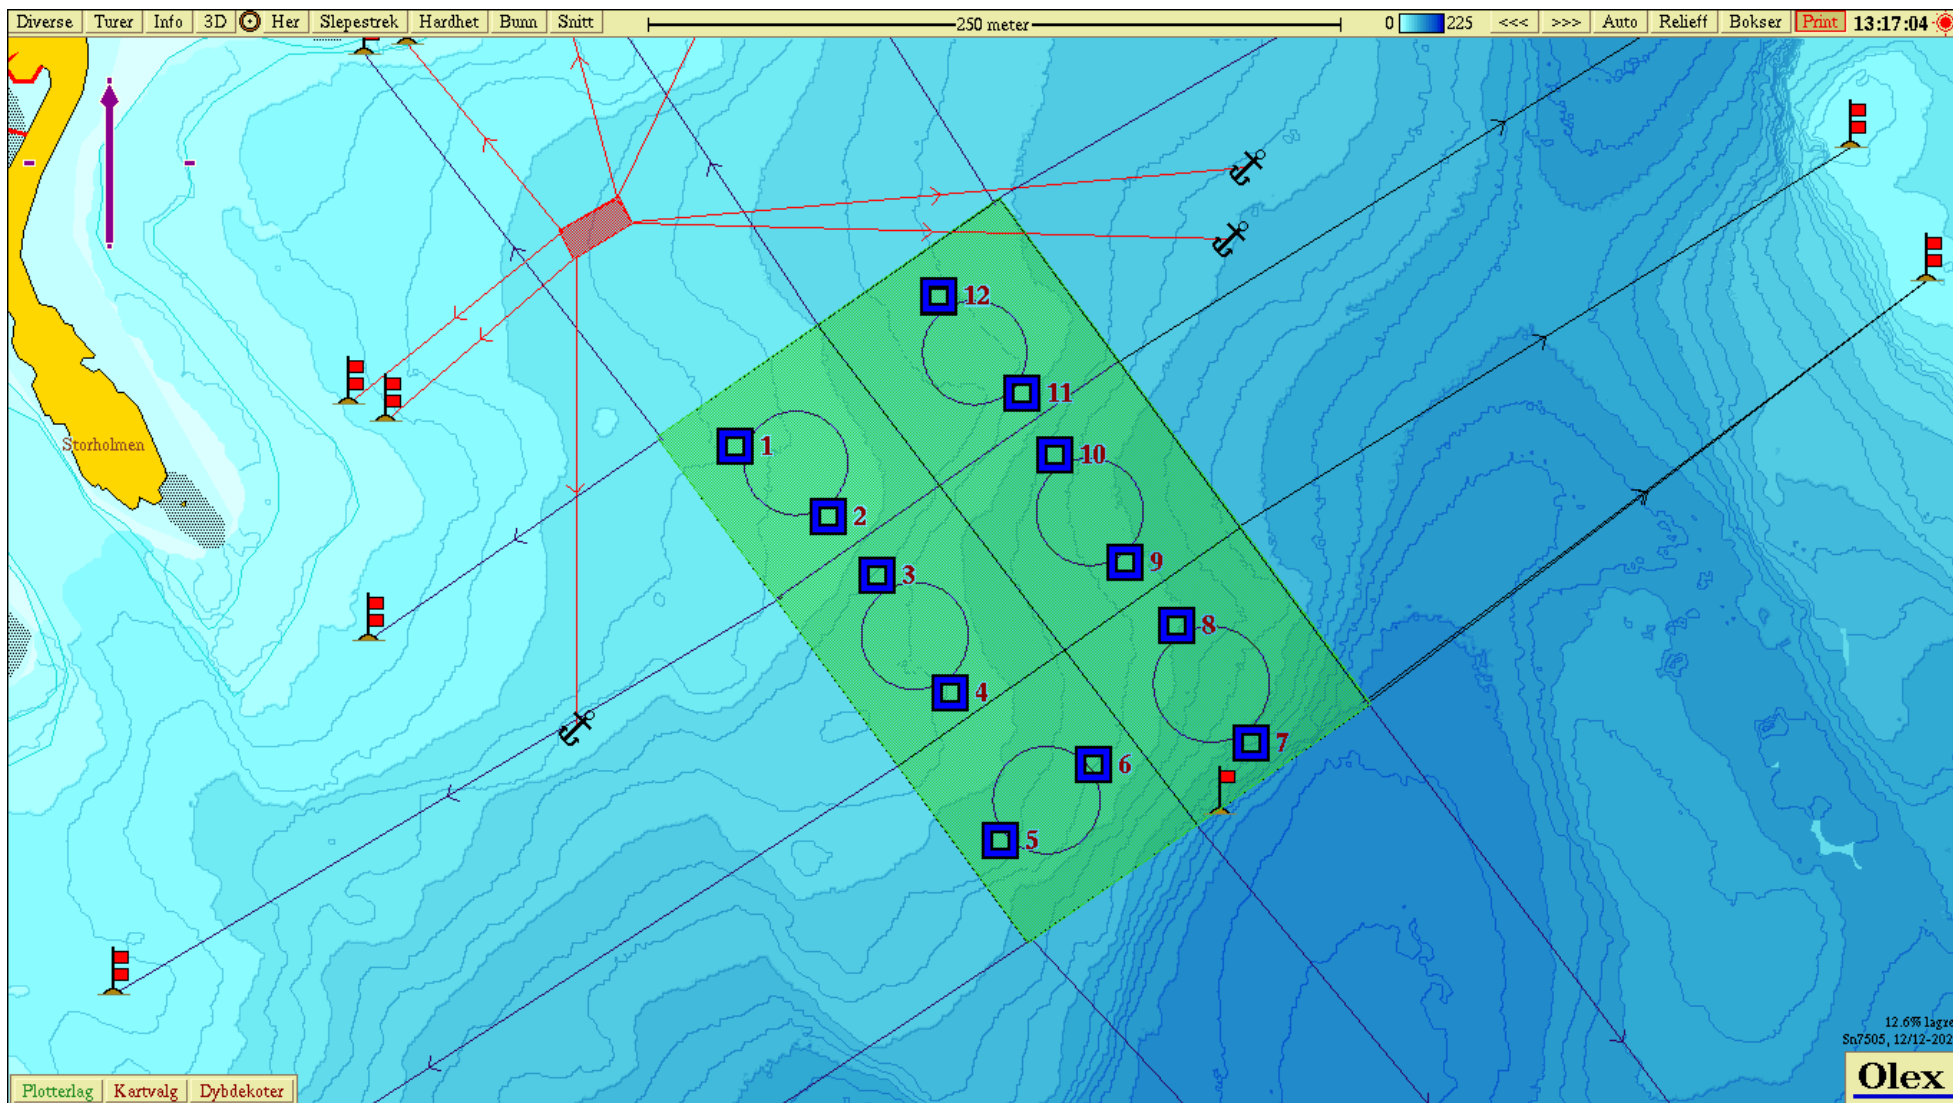 Diverse Turer Info 3D Her Slepestrek Hardhet Bunn Snitt 250 meter 0 225 <<< >>> Auto Relieff Bokser Print 13:17:04
12
11
1
10
Storholmen
2
9
3
8
4
7
6
5
12.6% lagre
Sn7505, 12/12-202
Olex
Plotterlag Kartvalg Dybdekoter